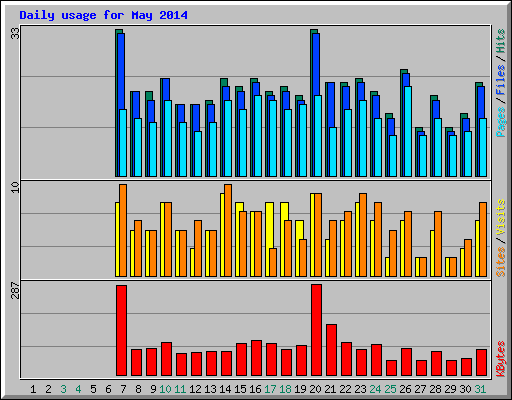 Daily usage for May 2014
33
Pages / Files / Hits
10
Sites / Visits
287
KBytes
1 2 3 4 5 6 7 8 9 10 11 12 13 14 15 16 17 18 19 20 21 22 23 24 25 26 27 28 29 30 31